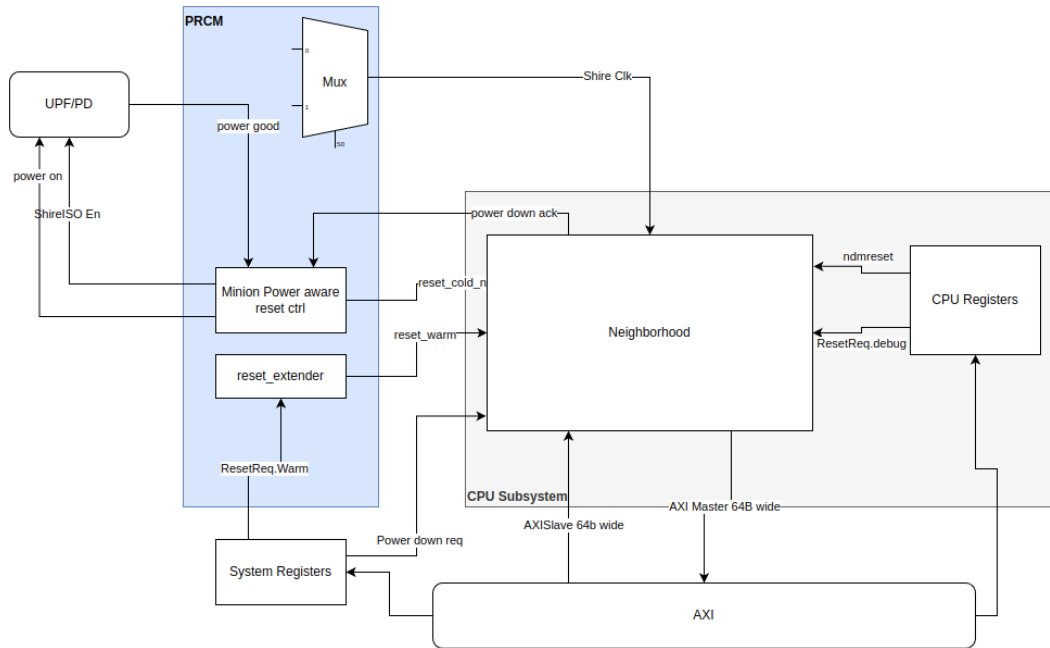 PRCM
0
Mux
1
S0
Shire Clk
UPF/PD
power good
power on
ShireISO En
power down ack
ndmreset
Minion Power aware
reset ctrl
reset_cold_n
CPU Registers
Neighborhood
reset_warm
ResetReq.debug
reset_extender
ResetReq.Warm
CPU Subsystem
AXI Master 64B wide
AXISlave 64b wide
Power down req
System Registers
AXI